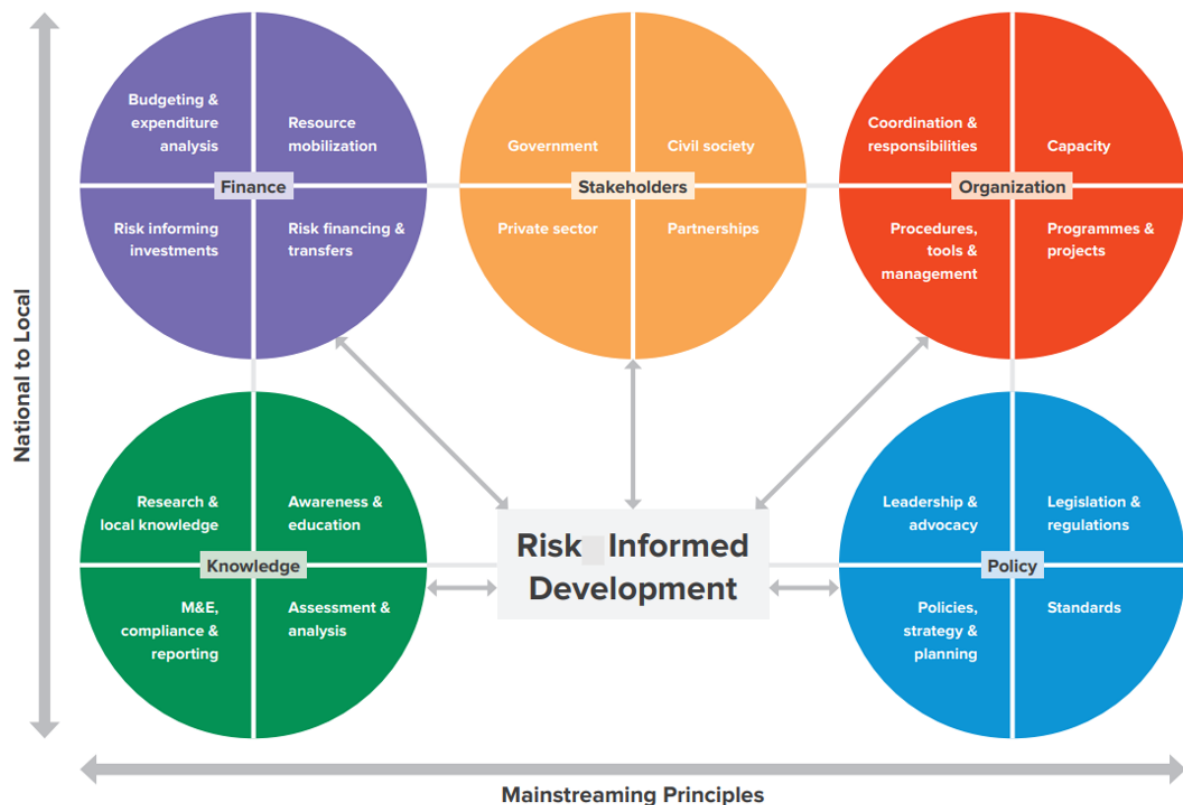 Budgeting &
expenditure
analysis
Resource
mobilization
Finance
Risk informing
investments
Risk financing &
transfers
Government
Civil society
Stakeholders
Private sector
Partnerships
Coordination &
responsibilities
Capacity
Organization
Procedures,
tools &
management
Programmes &
projects
National to Local
Research &
local knowledge
Awareness &
education
Knowledge
M&E,
compliance &
reporting
Assessment &
analysis
Risk Informed
Development
Leadership &
advocacy
Legislation &
regulations
Policy
Policies,
strategy &
planning
Standards
Mainstreaming Principles